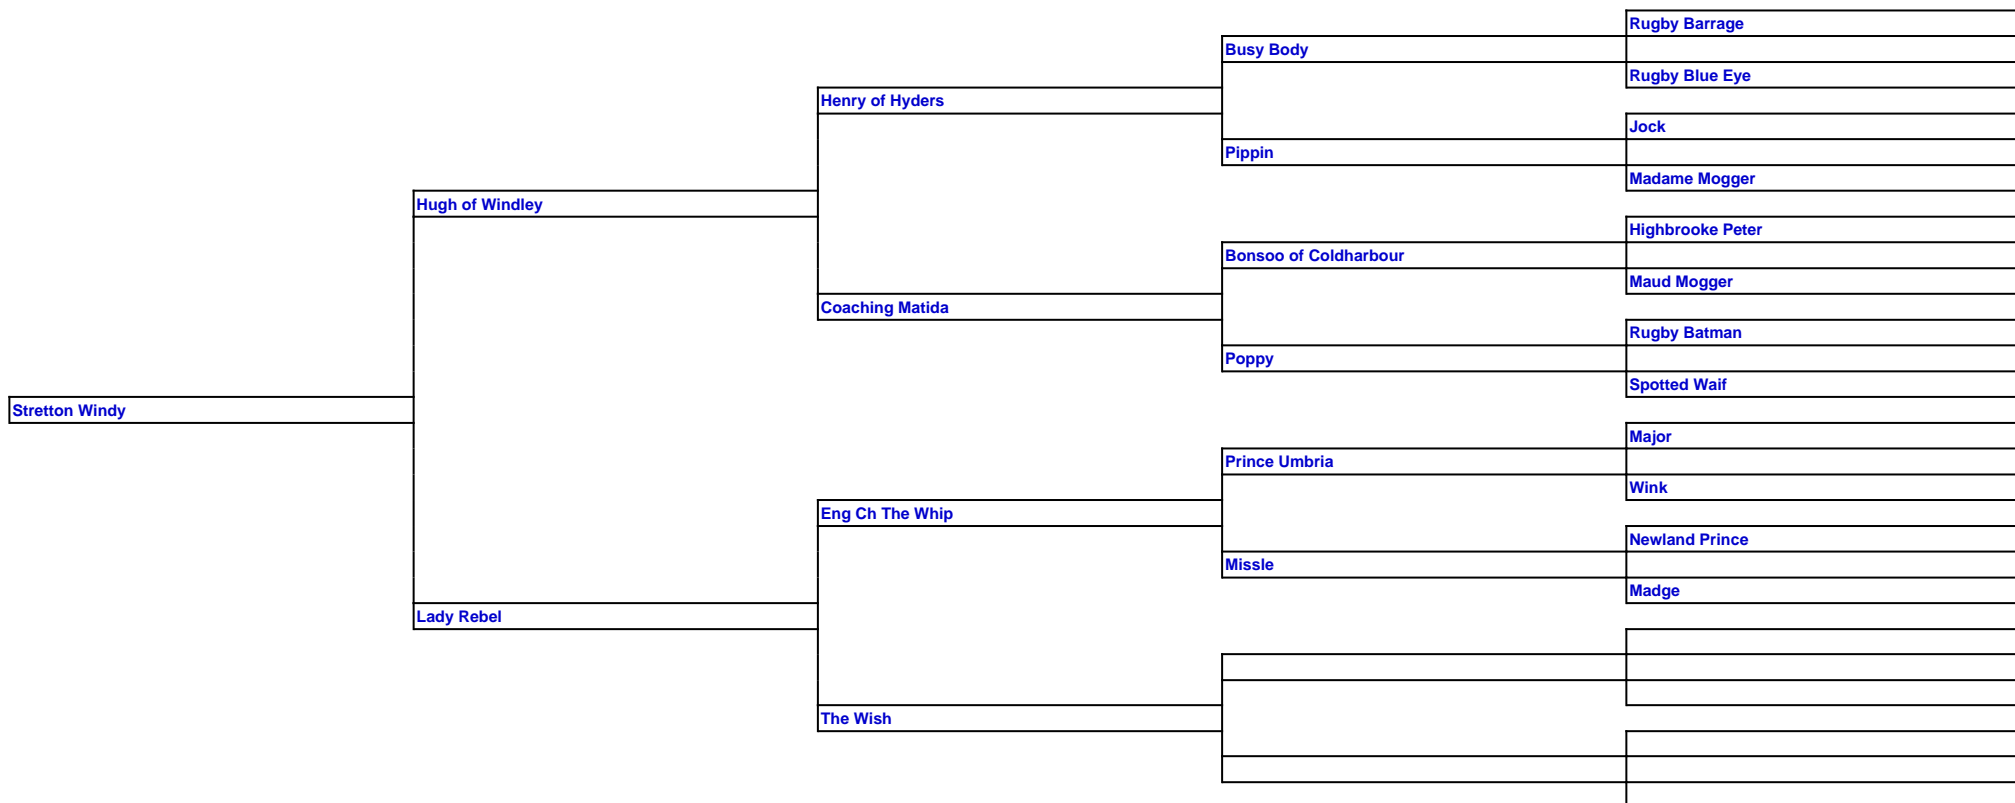 Rugby Barrage
Busy Body
Rugby Blue Eye
Henry of Hyders
Jock
Pippin
Madame Mogger
Hugh of Windley
Highbrooke Peter
Bonsoo of Coldharbour
Maud Mogger
Coaching Matida
Rugby Batman
Poppy
Spotted Waif
Stretton Windy
Major
Prince Umbria
Wink
Eng Ch The Whip
Newland Prince
Missle
Madge
Lady Rebel
The Wish